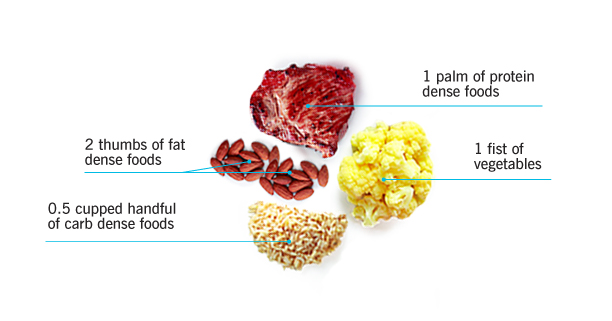 1 palm of protein
dense foods
2 thumbs of fat
dense foods
1 fist of
vegetables
0.5 cupped handful
of carb dense foods